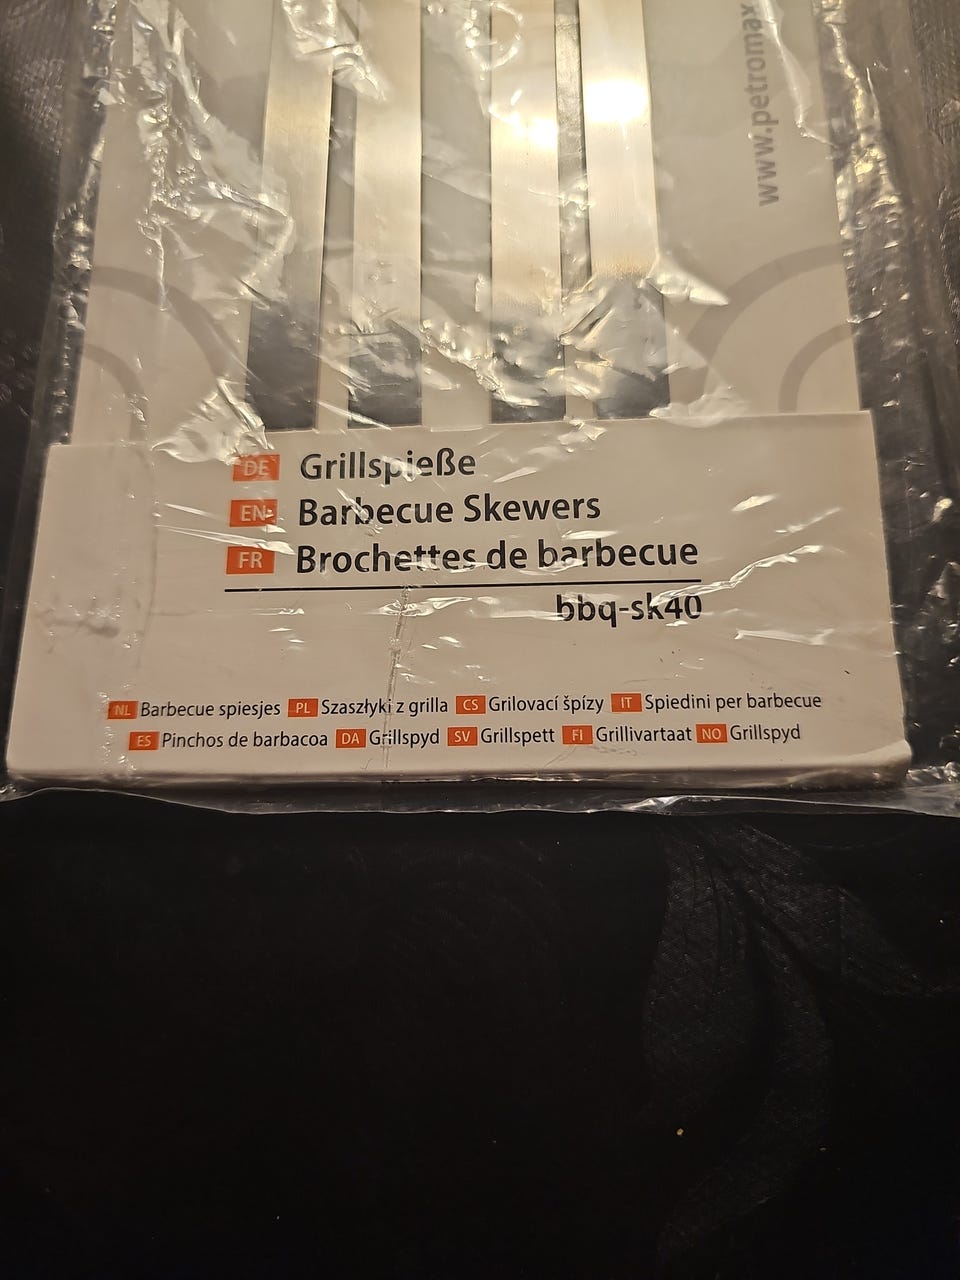 www.petromax
DE Grillspieße
EN Barbecue Skewers
FR Brochettes de barbecue
bbq-sk40
NL Barbecue spiesjes PL Szaszłyki z grilla CS Grilovací špízy IT Spiedini per barbecue
ES Pinchos de barbacoa DA Grillspyd SV Grillspett FI Grillivartaat NO Grillspyd